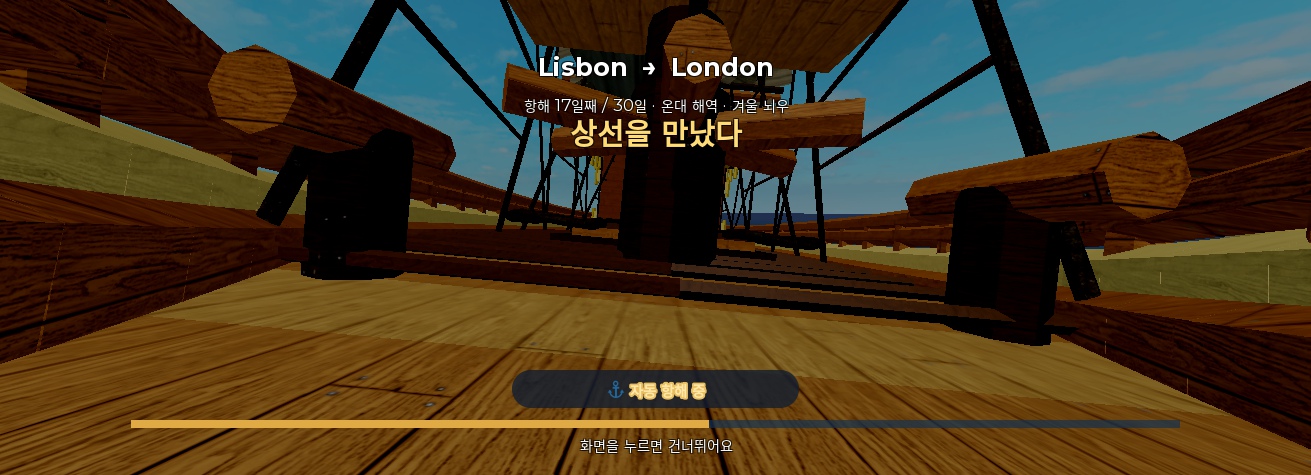 Lisbon → London
항해 17일째 / 30일 · 온대 해역 · 겨울 뇌우
상선을 만났다
⚓ 자동 항해 중
화면을 누르면 건너뛰어요